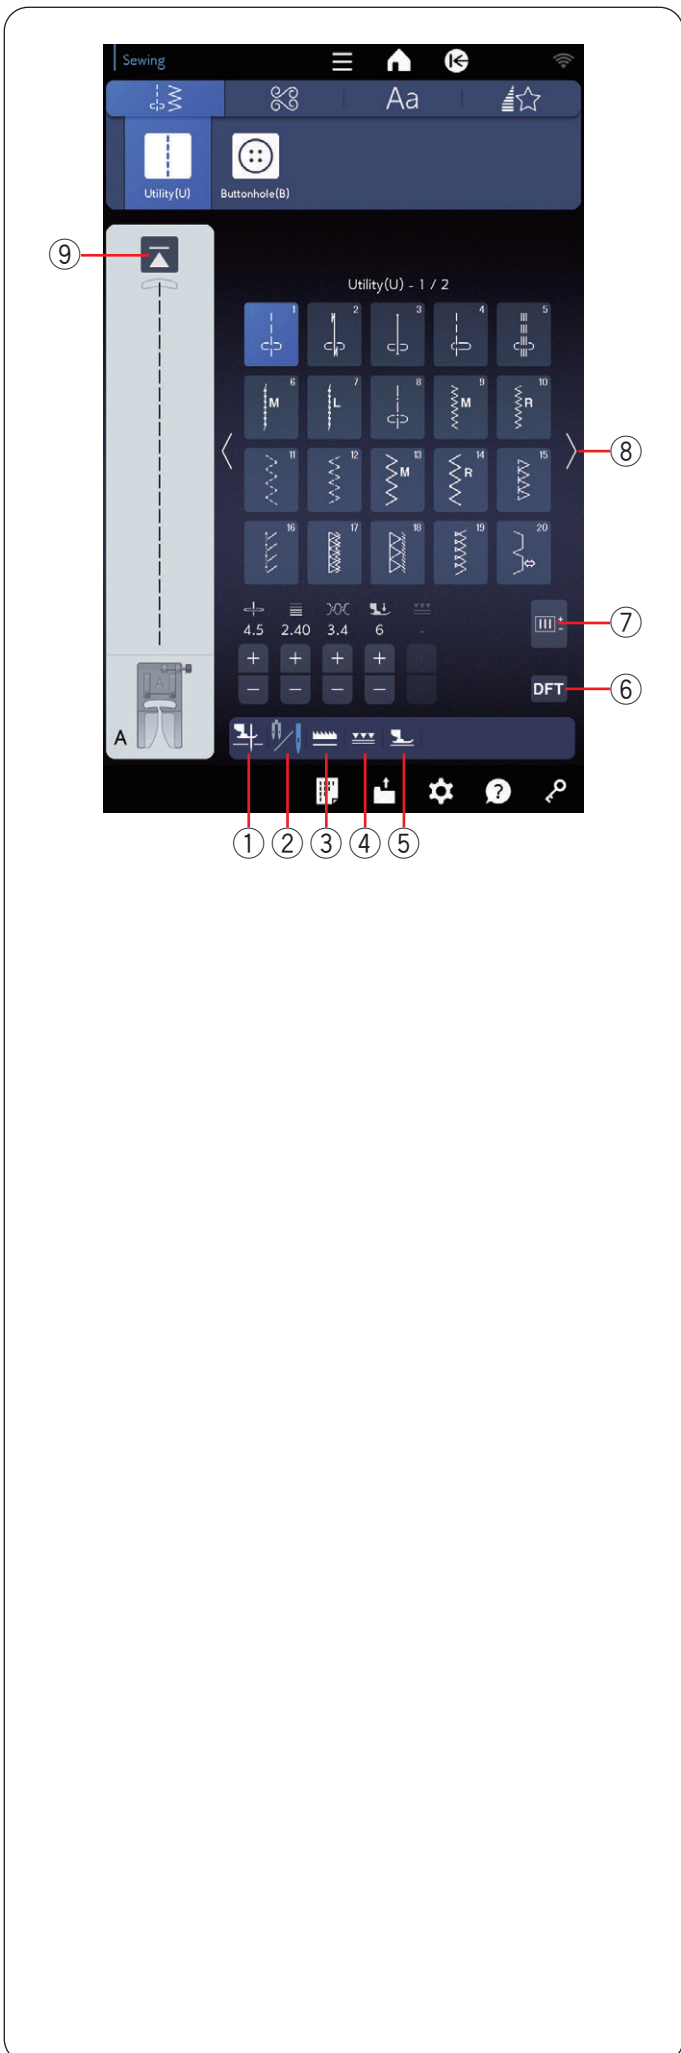 Sewing
Aa
Utility(U)
Buttonhole(B)
⑨
Utility(U) - 1 / 2
1 2 3 4 5
6 M 7 L 8 9 M 10 R
⑧
11 12 13 M 14 R 15
16 17 18 19 20
4.5 2.40 3.4 6 -
+ + + + +
⑦
- - - - -
DFT
⑥
A
?
① ② ③ ④ ⑤